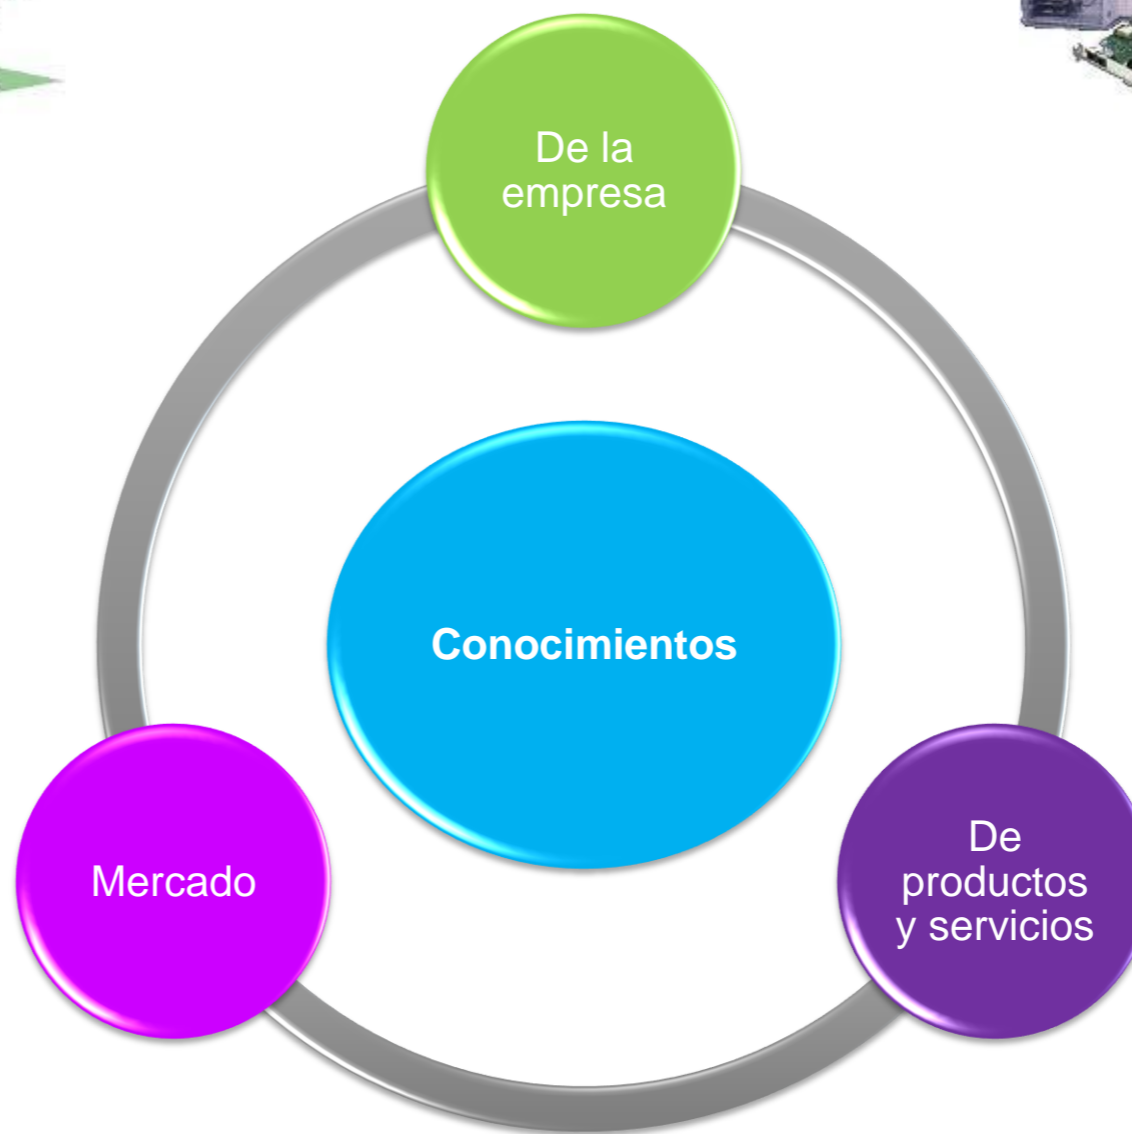 De la
empresa
Conocimientos
Mercado
De
productos
y servicios